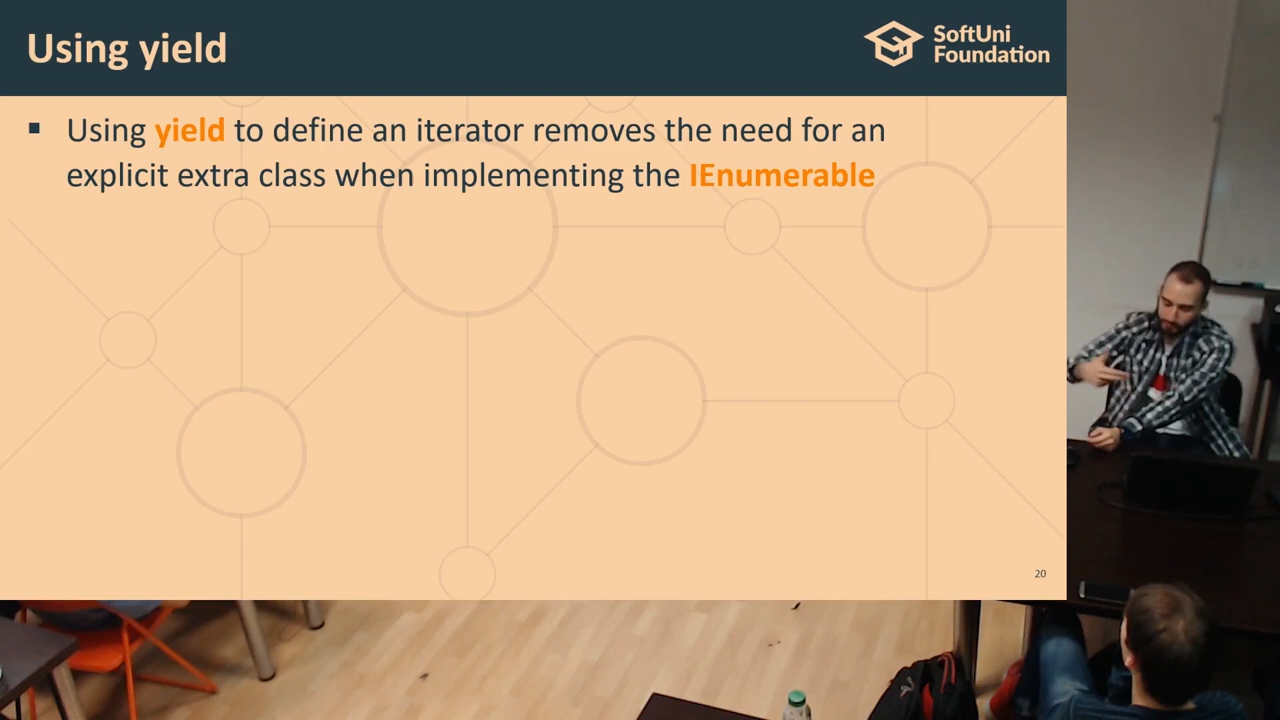 Using yield
SoftUni
Foundation
▪ Using yield to define an iterator removes the need for an
explicit extra class when implementing the IEnumerable
20